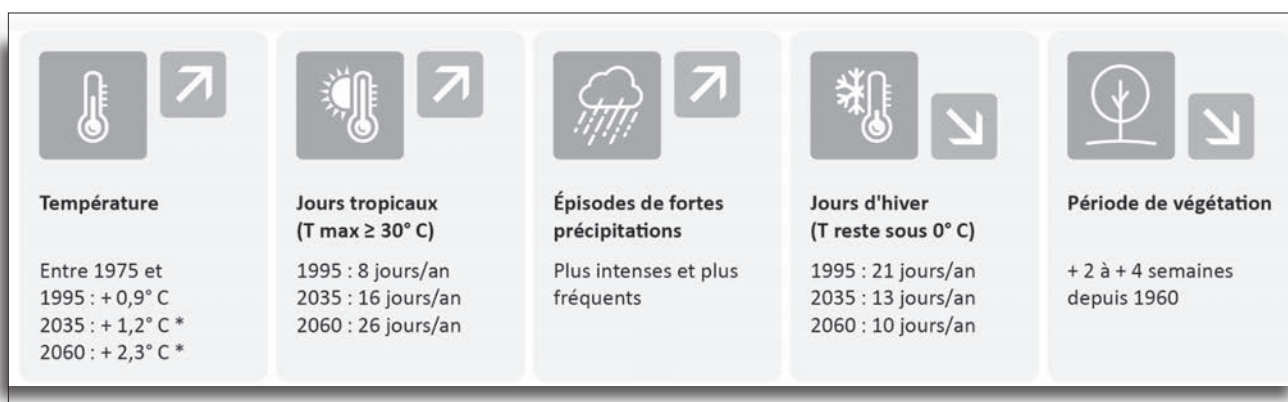 Température
Entre 1975 et
1995 : + 0,9° C
2035 : + 1,2° C *
2060 : + 2,3° C *
Jours tropicaux
(T max ≥ 30° C)
1995 : 8 jours/an
2035 : 16 jours/an
2060 : 26 jours/an
Épisodes de fortes
précipitations
Plus intenses et plus
fréquents
Jours d'hiver
(T reste sous 0° C)
1995 : 21 jours/an
2035 : 13 jours/an
2060 : 10 jours/an
Période de végétation
+ 2 à + 4 semaines
depuis 1960